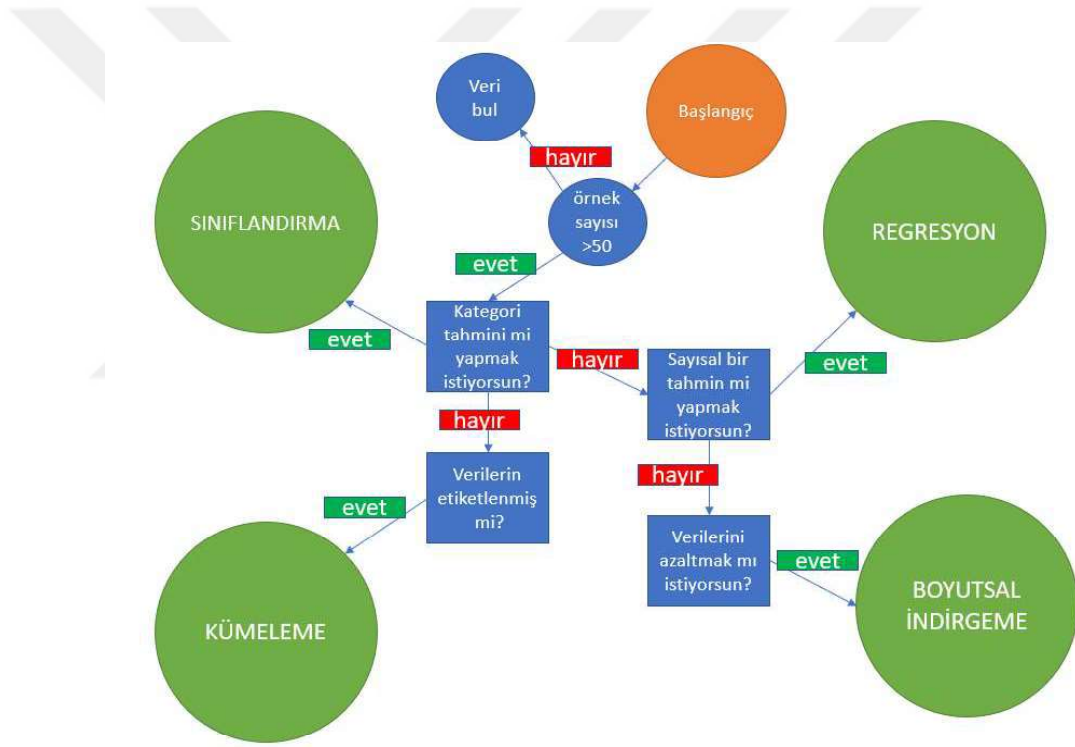 Veri
bul
Başlangıç
hayır
SINIFLANDIRMA
örnek
sayısı
>50
REGRESYON
evet
Kategori
tahmini mi
yapmak
istiyorsun?
evet
hayır
Sayısal bir
tahmin mi
yapmak
istiyorsun?
evet
hayır
Verilerin
etiketlenmiş
mi?
evet
hayır
Verilerini
azaltmak mı
istiyorsun?
evet
KÜMELEME
BOYUTSAL
İNDİRGEME